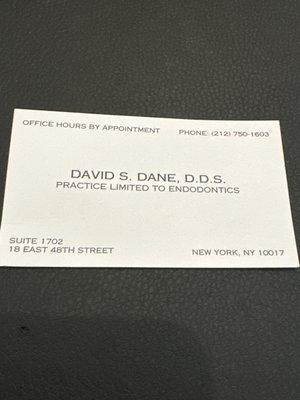 OFFICE HOURS BY APPOINTMENT
PHONE: (212) 750-1603
DAVID S. DANE, D.D.S.
PRACTICE LIMITED TO ENDODONTICS
SUITE 1702
18 EAST 48TH STREET
NEW YORK, NY 10017